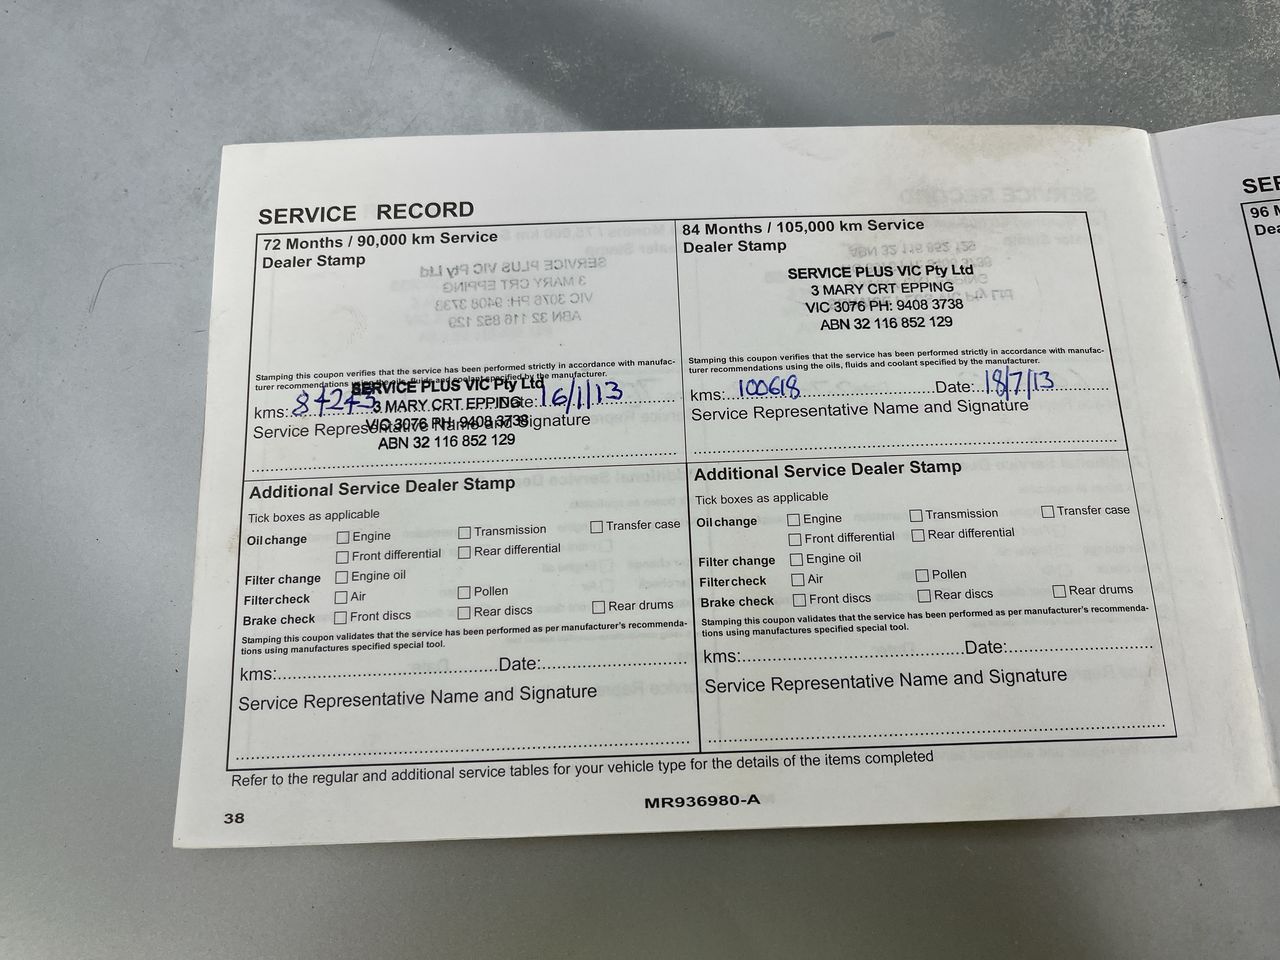 SERVICE RECORD
72 Months / 90,000 km Service
Dealer Stamp
Stamping this coupon verifies that the service has been performed strictly in accordance with manufac-
turer recommendations using the oils, fluids and coolant specified by the manufacturer.
SERVICE PLUS VIC Pty Ltd
3 MARY CRT EPPING
VIC 3076 PH: 9408 3738
ABN 32 116 852 129
kms: 84243 Date: 16/1/13
Service Representative Name and Signature
Additional Service Dealer Stamp
Tick boxes as applicable
Oil change Engine Transmission Transfer case
Front differential Rear differential
Filter change Engine oil
Filter check Air Pollen
Brake check Front discs Rear discs Rear drums
Stamping this coupon validates that the service has been performed as per manufacturer's recommenda-
tions using manufactures specified special tool.
kms:..............................Date:..............................
Service Representative Name and Signature
84 Months / 105,000 km Service
Dealer Stamp
SERVICE PLUS VIC Pty Ltd
3 MARY CRT EPPING
VIC 3076 PH: 9408 3738
ABN 32 116 852 129
Stamping this coupon verifies that the service has been performed strictly in accordance with manufac-
turer recommendations using the oils, fluids and coolant specified by the manufacturer.
kms: 100618 Date: 18/7/13
Service Representative Name and Signature
Additional Service Dealer Stamp
Tick boxes as applicable
Oil change Engine Transmission Transfer case
Front differential Rear differential
Filter change Engine oil
Filter check Air Pollen
Brake check Front discs Rear discs Rear drums
Stamping this coupon validates that the service has been performed as per manufacturer's recommenda-
tions using manufactures specified special tool.
kms:..............................Date:..............................
Service Representative Name and Signature
Refer to the regular and additional service tables for your vehicle type for the details of the items completed
38
MR936980-A
96